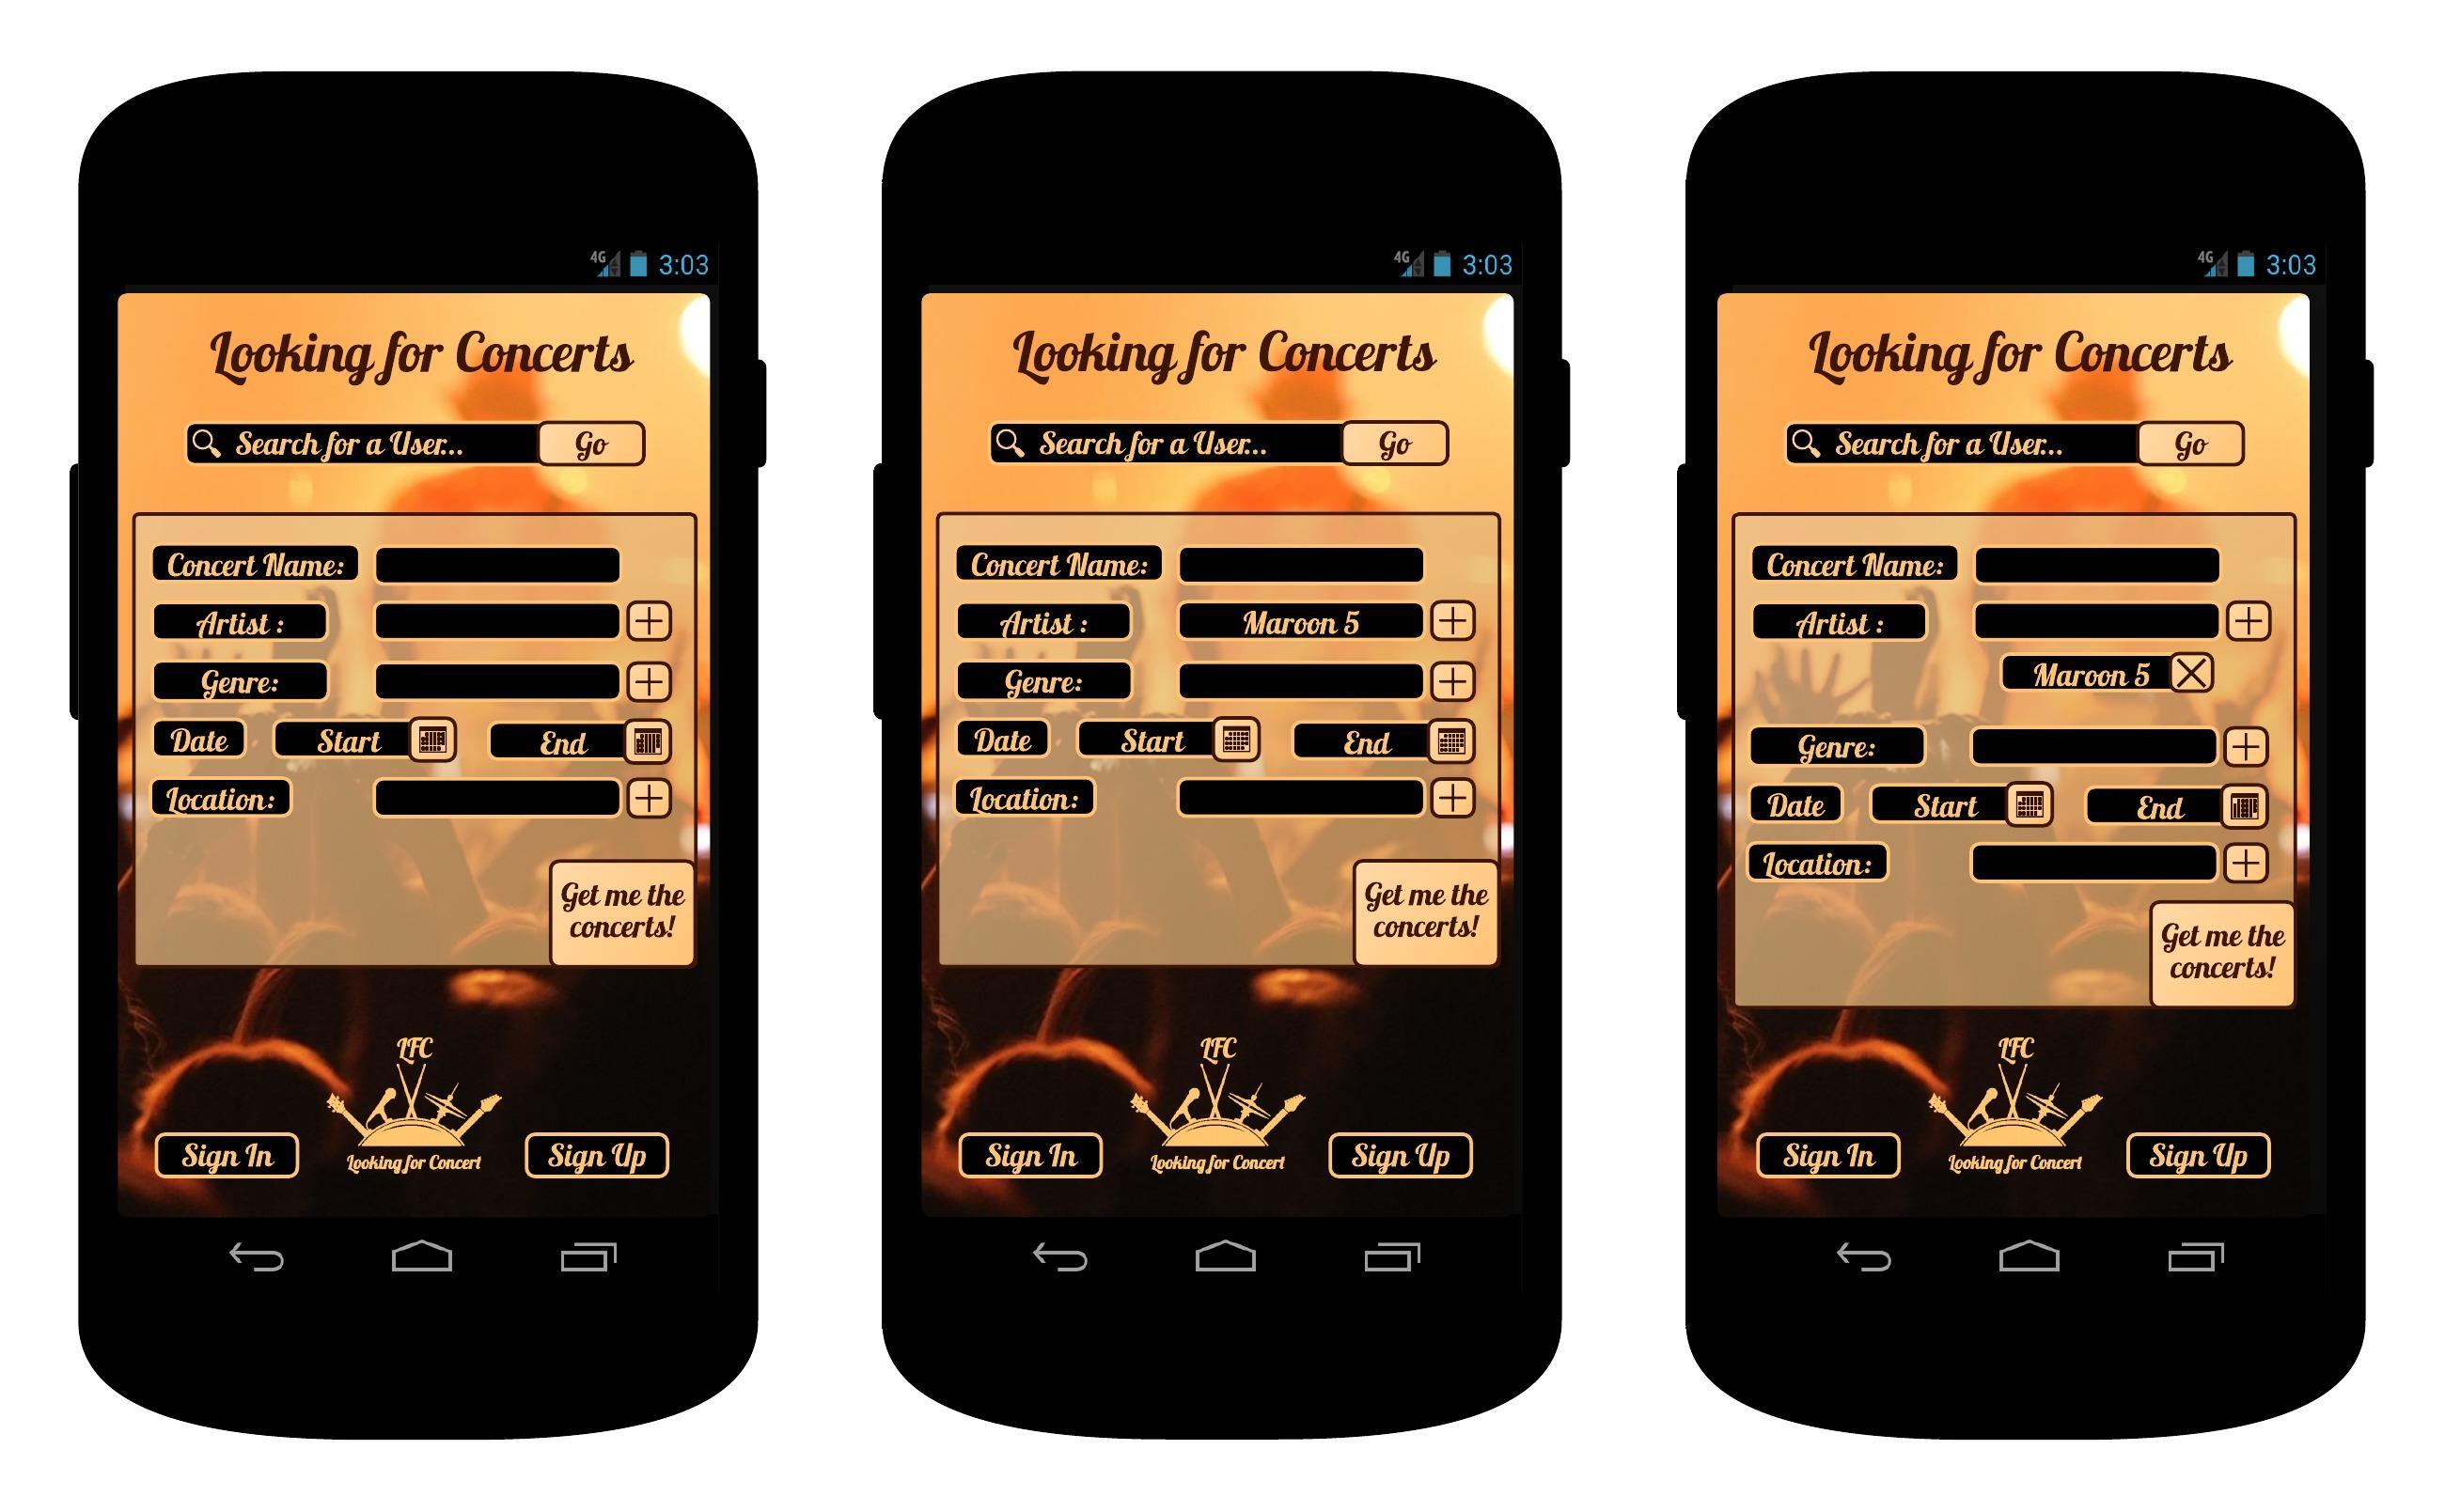 4G 3:03
Looking for Concerts
Search for a User... Go
Concert Name:
Artist :
Genre:
Date Start End
Location:
Get me the
concerts!
LFC
Looking for Concert
Sign In Sign Up
4G 3:03
Looking for Concerts
Search for a User... Go
Concert Name:
Artist : Maroon 5
Genre:
Date Start End
Location:
Get me the
concerts!
LFC
Looking for Concert
Sign In Sign Up
4G 3:03
Looking for Concerts
Search for a User... Go
Concert Name:
Artist :
Maroon 5
Genre:
Date Start End
Location:
Get me the
concerts!
LFC
Looking for Concert
Sign In Sign Up